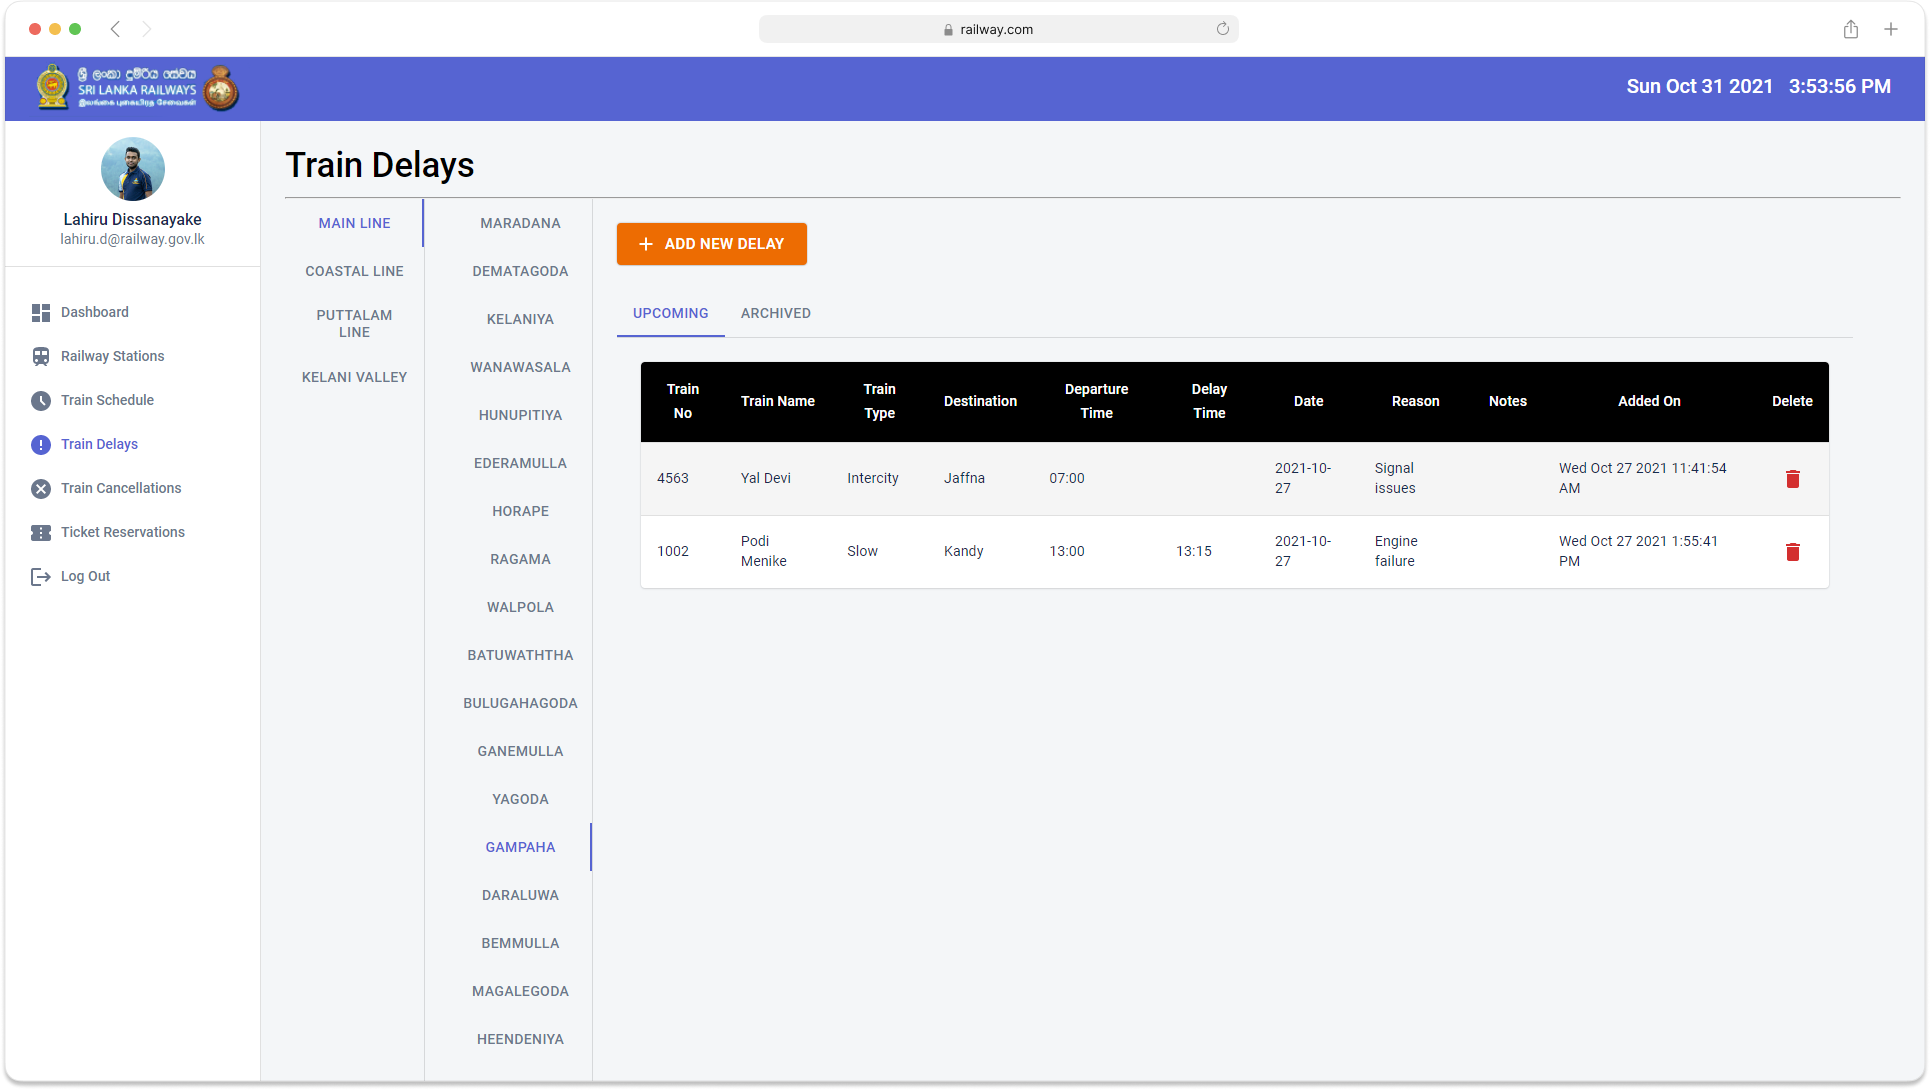 railway.com
ශ්‍රී ලංකා දුම්රිය සේවය
SRI LANKA RAILWAYS
Sun Oct 31 2021 3:53:56 PM
Lahiru Dissanayake
lahiru.d@railway.gov.lk
Dashboard
Railway Stations
Train Schedule
Train Delays
Train Cancellations
Ticket Reservations
Log Out
Train Delays
MAIN LINE
COASTAL LINE
PUTTALAM
LINE
KELANI VALLEY
MARADANA
DEMATAGODA
KELANIYA
WANAWASALA
HUNUPITIYA
EDERAMULLA
HORAPE
RAGAMA
WALPOLA
BATUWATHTHA
BULUGAHAGODA
GANEMULLA
YAGODA
GAMPAHA
DARALUWA
BEMMULLA
MAGALEGODA
HEENDENIYA
ADD NEW DELAY
UPCOMING ARCHIVED
Train No Train Name Train Type Destination Departure Time Delay Time Date Reason Notes Added On Delete
4563 Yal Devi Intercity Jaffna 07:00 2021-10-27 Signal issues Wed Oct 27 2021 11:41:54 AM
1002 Podi Menike Slow Kandy 13:00 13:15 2021-10-27 Engine failure Wed Oct 27 2021 1:55:41 PM